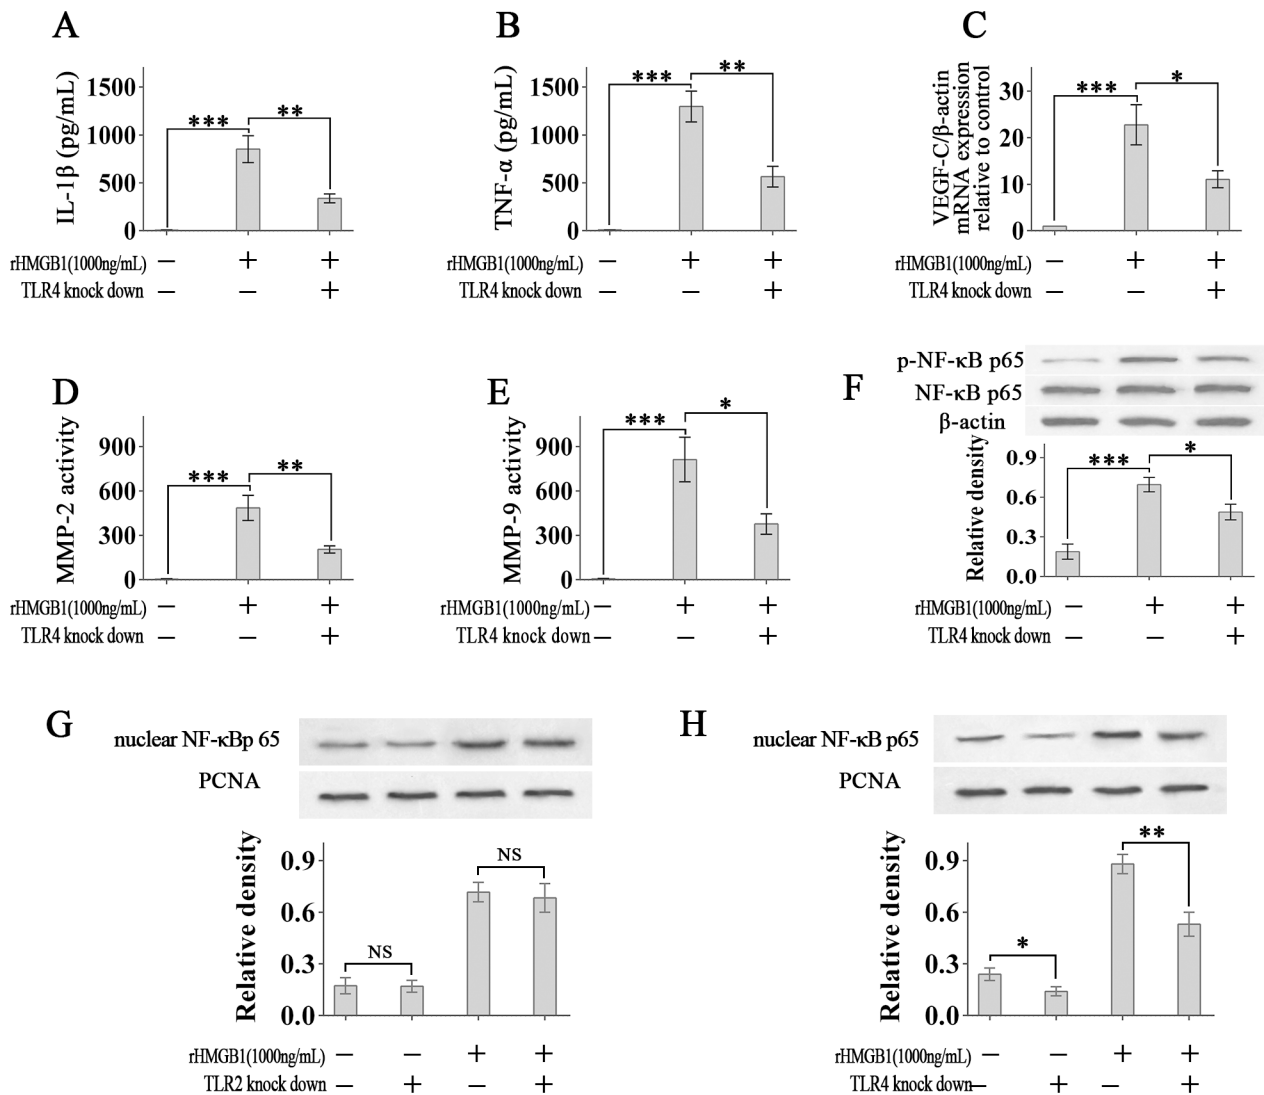 A
IL-1β (pg/mL)
1500
1000
500
0
***
**
rHMGB1(1000ng/mL) — + +
TLR4 knock down — — +
B
TNF-α (pg/mL)
1500
1000
500
0
***
**
rHMGB1(1000ng/mL) — + +
TLR4 knock down — — +
C
VEGF-C/β-actin
mRNA expression
relative to control
30
20
10
0
***
*
rHMGB1(1000ng/mL) — + +
TLR4 knock down — — +
D
MMP-2 activity
900
600
300
0
***
**
rHMGB1(1000ng/mL) — + +
TLR4 knock down — — +
E
MMP-9 activity
900
600
300
0
***
*
rHMGB1(1000ng/mL) — + +
TLR4 knock down — — +
F
p-NF-κB p65
NF-κB p65
β-actin
Relative density
0.9
0.6
0.3
0.0
***
*
rHMGB1(1000ng/mL) — + +
TLR4 knock down — — +
G
nuclear NF-κBp 65
PCNA
Relative density
0.9
0.6
0.3
0.0
NS
NS
rHMGB1(1000ng/mL) — — + +
TLR2 knock down — + — +
H
nuclear NF-κB p65
PCNA
Relative density
0.9
0.6
0.3
0.0
*
**
rHMGB1(1000ng/mL) — — + +
TLR4 knock down — + — +